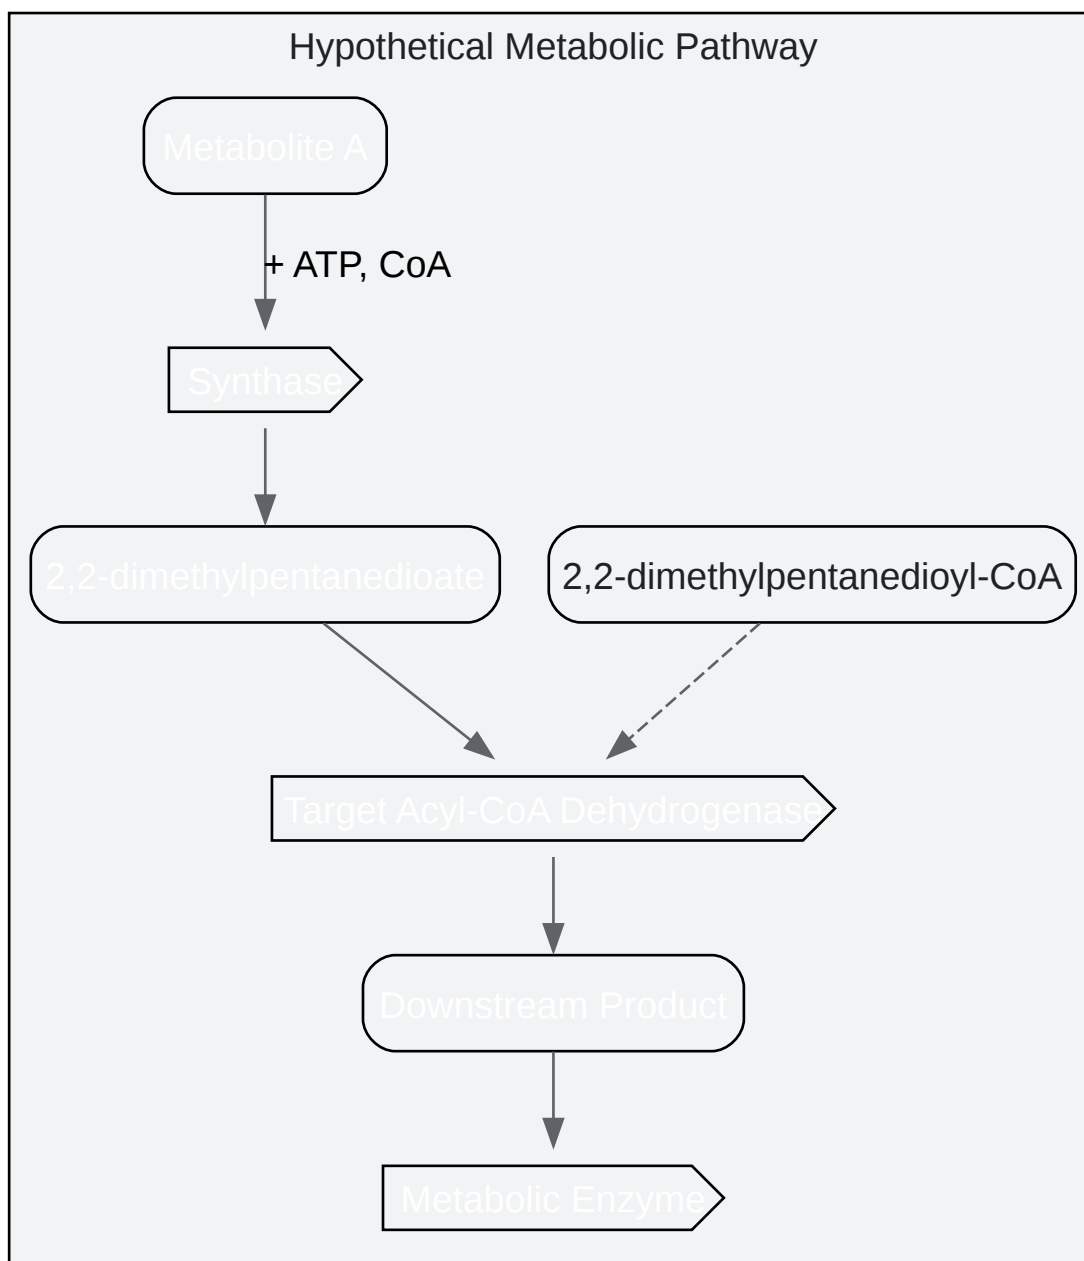 Hypothetical Metabolic Pathway
Metabolite A
+ ATP, CoA
Synthase
2,2-dimethylpentanedioate
2,2-dimethylpentanedioyl-CoA
Target Acyl-CoA Dehydrogenase
Downstream Product
Metabolic Enzyme